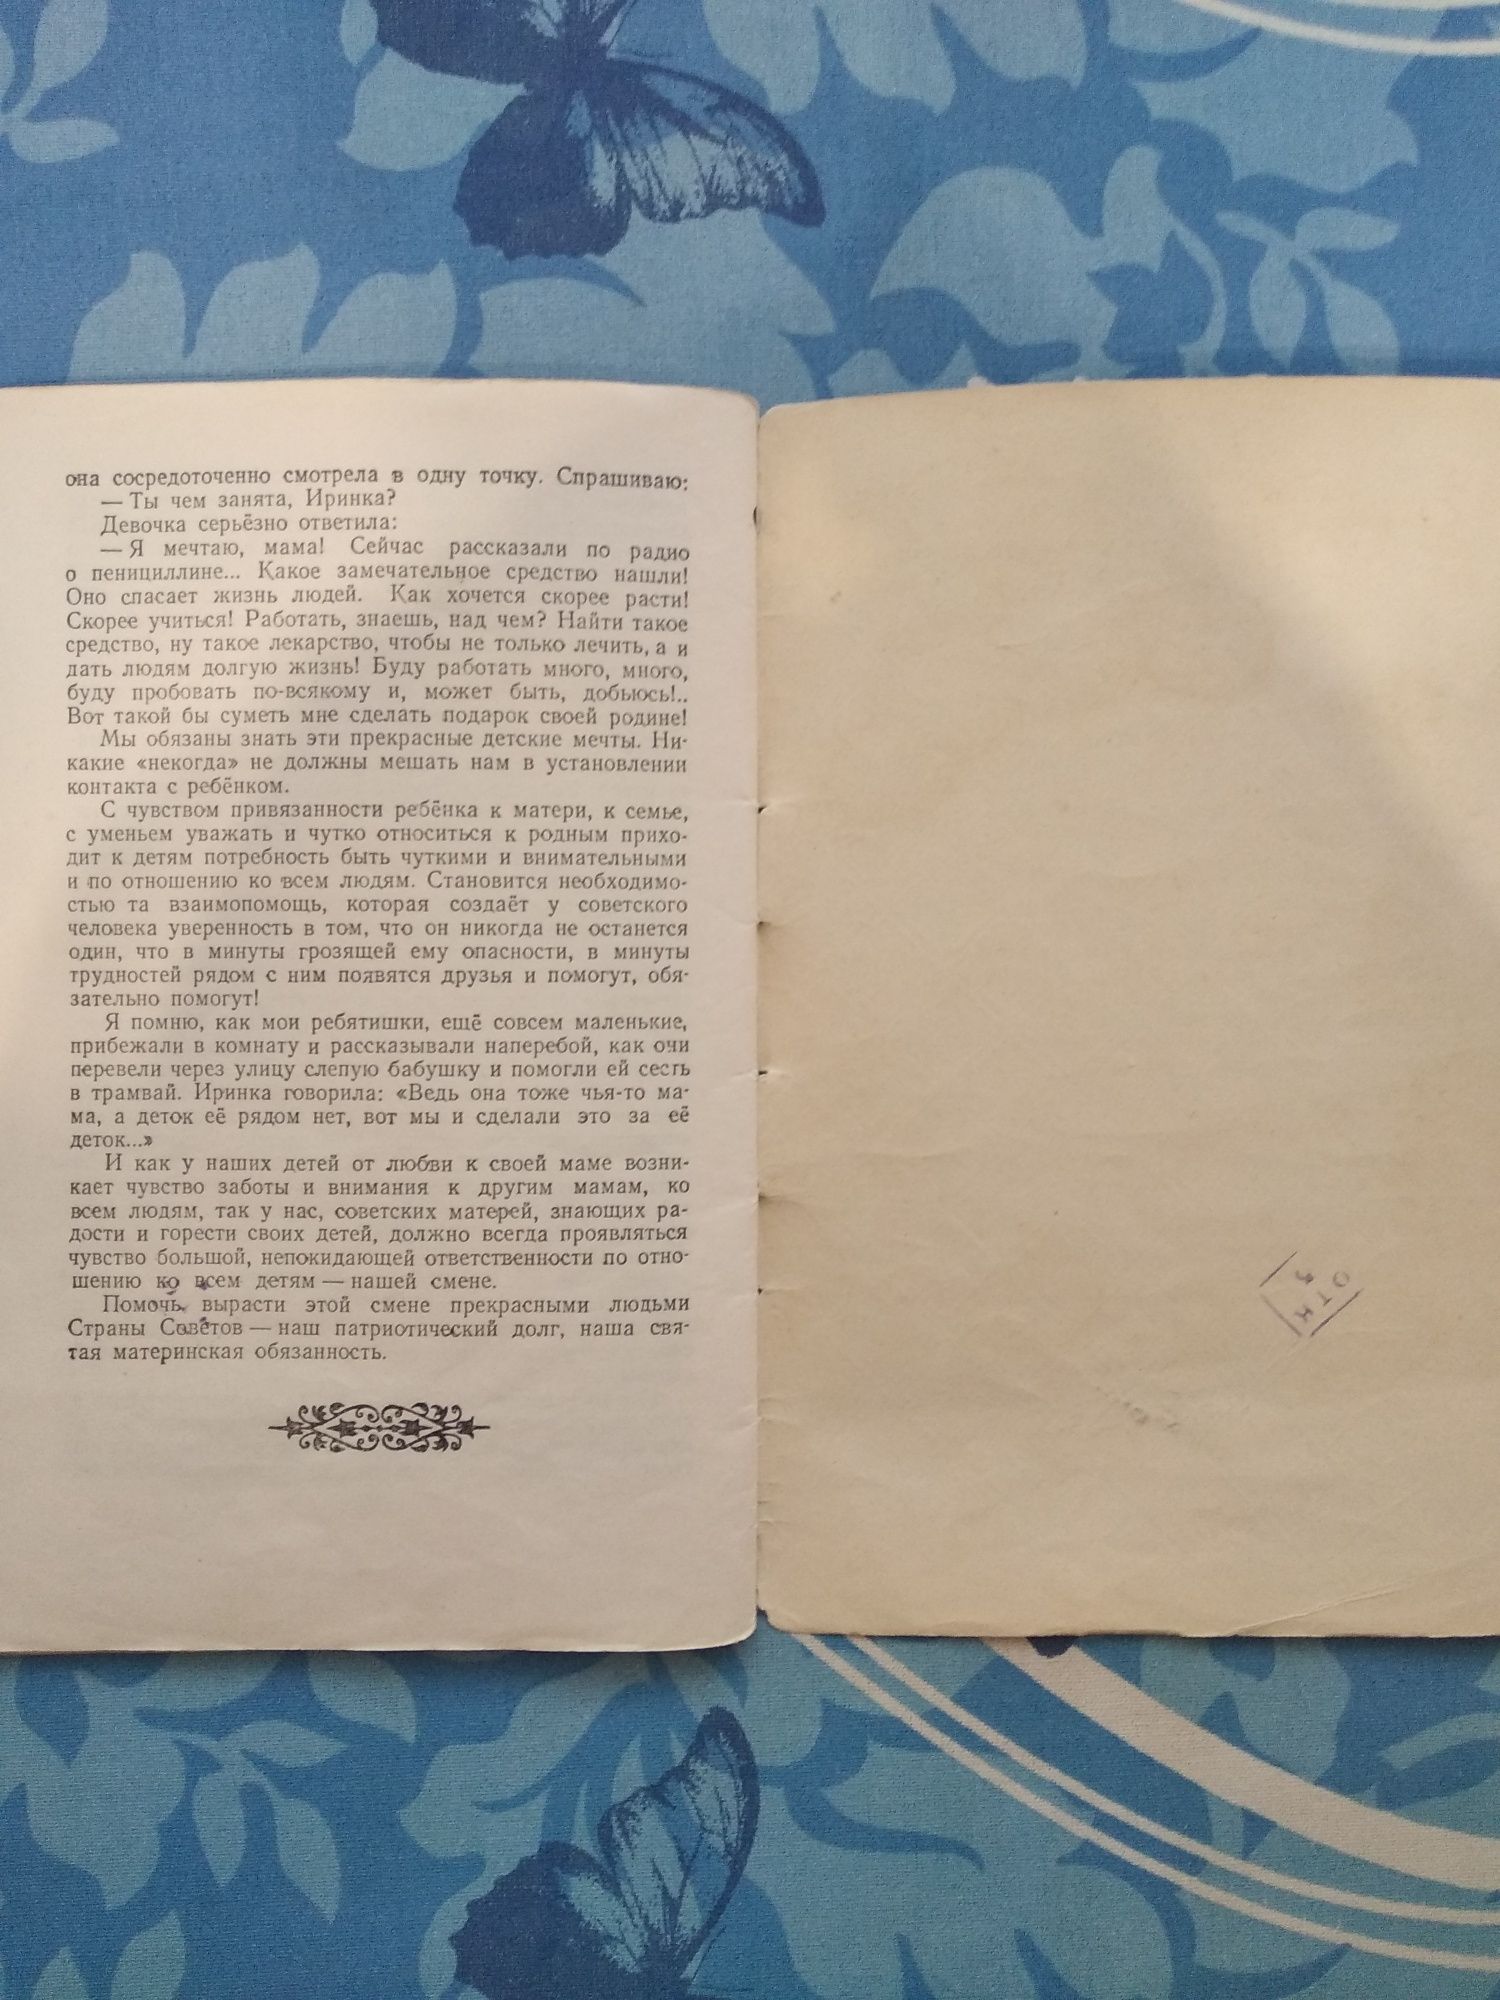 она сосредоточенно смотрела в одну точку. Спрашиваю:
— Ты чем занята, Иринка?
Девочка серьёзно ответила:
— Я мечтаю, мама! Сейчас рассказали по радио
о пенициллине... Какое замечательное средство нашли!
Оно спасает жизнь людей. Как хочется скорее расти!
Скорее учиться! Работать, знаешь, над чем? Найти такое
средство, ну такое лекарство, чтобы не только лечить, а и
дать людям долгую жизнь! Буду работать много, много,
буду пробовать по-всякому и, может быть, добьюсь!..
Вот такой бы суметь мне сделать подарок своей родине!
Мы обязаны знать эти прекрасные детские мечты. Ни-
какие «некогда» не должны мешать нам в установлении
контакта с ребёнком.
С чувством привязанности ребёнка к матери, к семье,
с уменьем уважать и чутко относиться к родным прихо-
дит к детям потребность быть чуткими и внимательными
и по отношению ко всем людям. Становится необходимо-
стью та взаимопомощь, которая создаёт у советского
человека уверенность в том, что он никогда не останется
один, что в минуты грозящей ему опасности, в минуты
трудностей рядом с ним появятся друзья и помогут, обя-
зательно помогут!
Я помню, как мои ребятишки, ещё совсем маленькие,
прибежали в комнату и рассказывали наперебой, как они
перевели через улицу слепую бабушку и помогли ей сесть
в трамвай. Иринка говорила: «Ведь она тоже чья-то ма-
ма, а деток её рядом нет, вот мы и сделали это за её
деток...»
И как у наших детей от любви к своей маме возни-
кает чувство заботы и внимания к другим мамам, ко
всем людям, так у нас, советских матерей, знающих ра-
дости и горести своих детей, должно всегда проявляться
чувство большой, непокидающей ответственности по отно-
шению ко всем детям — нашей смене.
Помочь вырасти этой смене прекрасными людьми
Страны Советов — наш патриотический долг, наша свя-
тая материнская обязанность.
ОТК